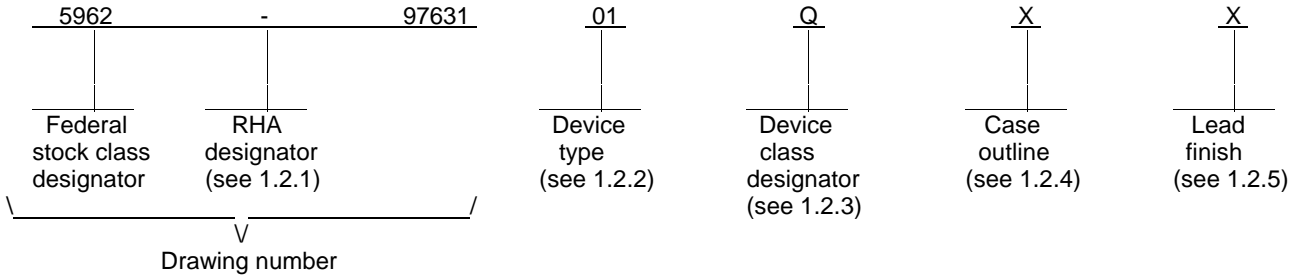 5962 - 97631 01 Q X X
Federal stock class designator
RHA designator (see 1.2.1)
Device type (see 1.2.2)
Device class designator (see 1.2.3)
Case outline (see 1.2.4)
Lead finish (see 1.2.5)
\ /
\/
Drawing number